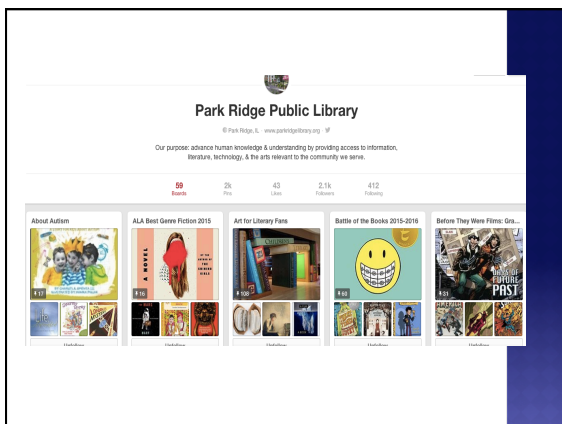 Park Ridge Public Library
Park Ridge, IL · www.parkridgelibrary.org ·
Our purpose: advance human knowledge & understanding by providing access to information,
literature, technology, & the arts relevant to the community we serve.
59 2k 43 2.1k 412
Boards Pins Likes Followers Following
About Autism ALA Best Genre Fiction 2015 Art for Literary Fans Battle of the Books 2015-2016 Before They Were Films: Gra...
A NOVEL
DAYS OF
FUTURE
PAST
17 16 108 60 31